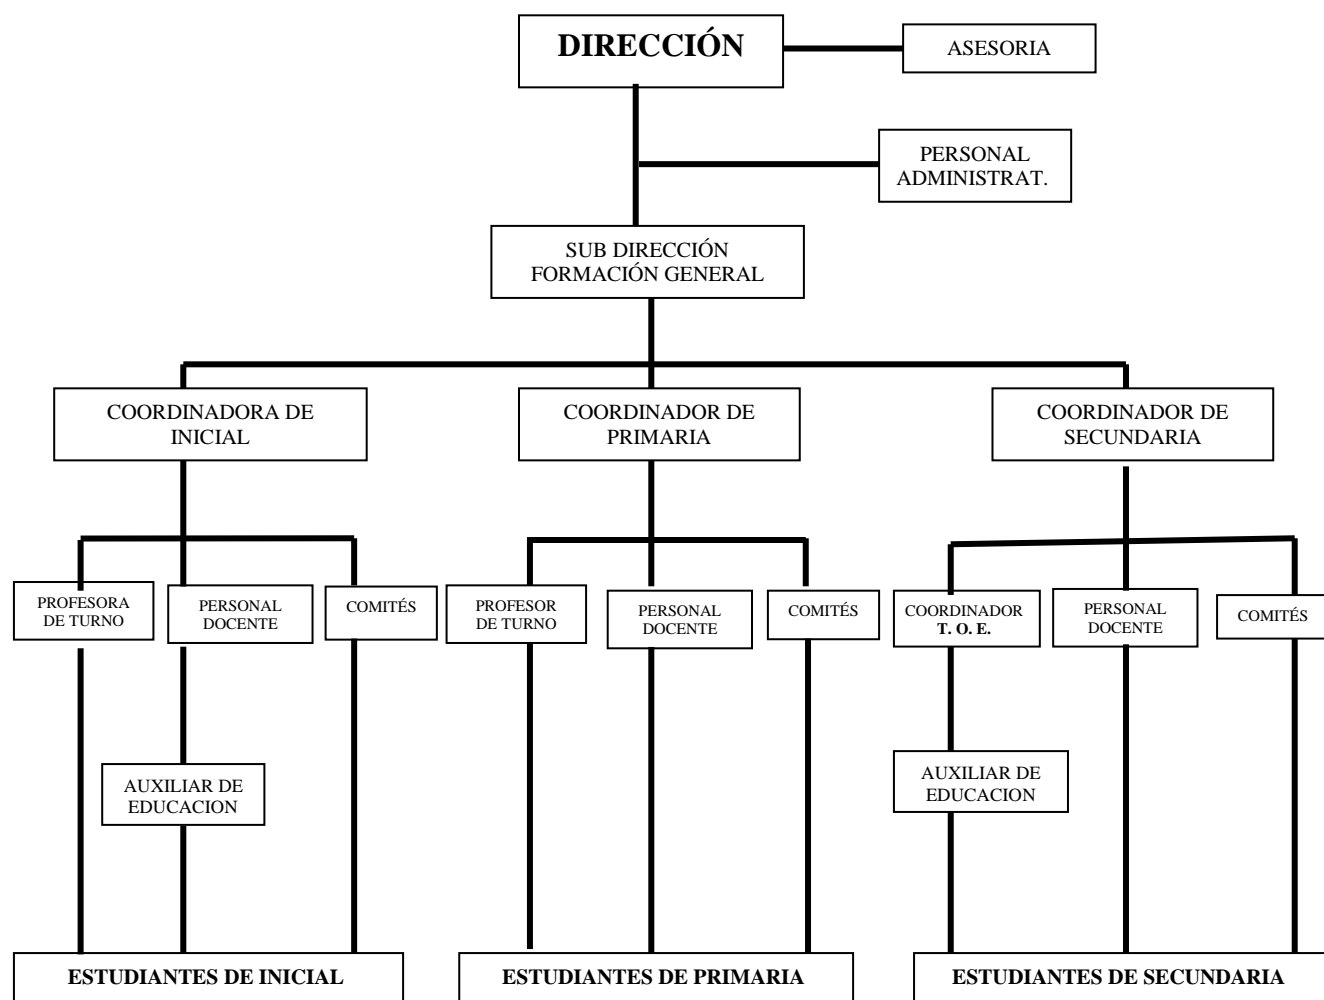 DIRECCIÓN
ASESORIA
PERSONAL
ADMINISTRAT.
SUB DIRECCIÓN
FORMACIÓN GENERAL
COORDINADORA DE
INICIAL
COORDINADOR DE
PRIMARIA
COORDINADOR DE
SECUNDARIA
PROFESORA
DE TURNO
PERSONAL
DOCENTE
COMITÉS
PROFESOR
DE TURNO
PERSONAL
DOCENTE
COMITÉS
COORDINADOR
T. O. E.
PERSONAL
DOCENTE
COMITÉS
AUXILIAR DE
EDUCACION
AUXILIAR DE
EDUCACION
ESTUDIANTES DE INICIAL
ESTUDIANTES DE PRIMARIA
ESTUDIANTES DE SECUNDARIA